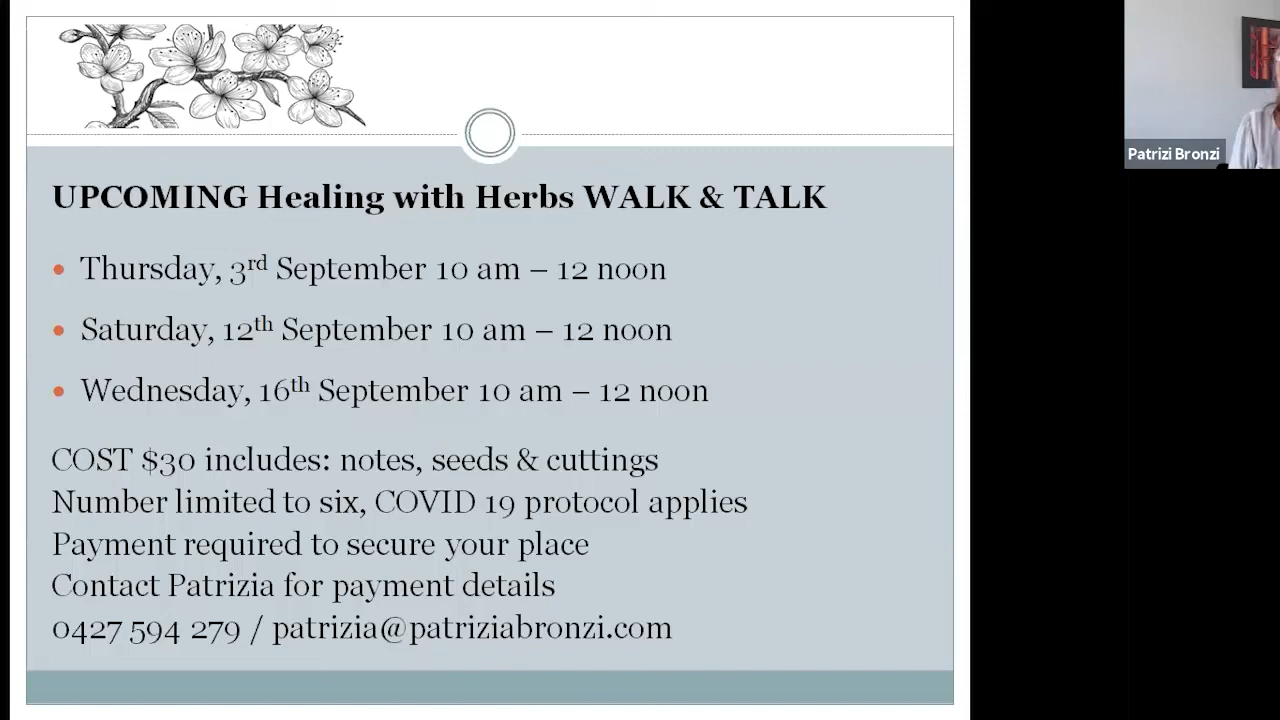 UPCOMING Healing with Herbs WALK & TALK
• Thursday, 3rd September 10 am – 12 noon
• Saturday, 12th September 10 am – 12 noon
• Wednesday, 16th September 10 am – 12 noon
COST $30 includes: notes, seeds & cuttings
Number limited to six, COVID 19 protocol applies
Payment required to secure your place
Contact Patrizia for payment details
0427 594 279 / patrizia@patriziabronzi.com
Patrizi Bronzi